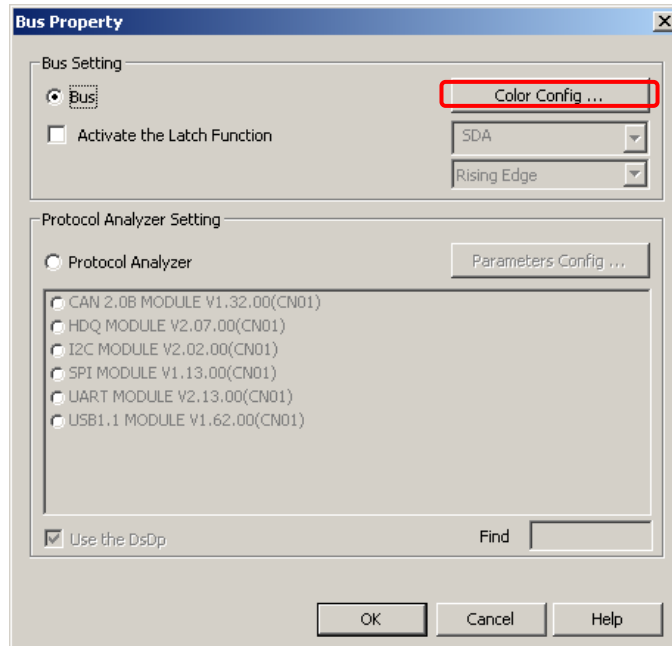 Bus Property
Bus Setting
Bus
Color Config ...
Activate the Latch Function
SDA
Rising Edge
Protocol Analyzer Setting
Protocol Analyzer
Parameters Config ...
CAN 2.0B MODULE V1.32.00(CN01)
HDQ MODULE V2.07.00(CN01)
I2C MODULE V2.02.00(CN01)
SPI MODULE V1.13.00(CN01)
UART MODULE V2.13.00(CN01)
USB1.1 MODULE V1.62.00(CN01)
Use the DsDp
Find
OK
Cancel
Help